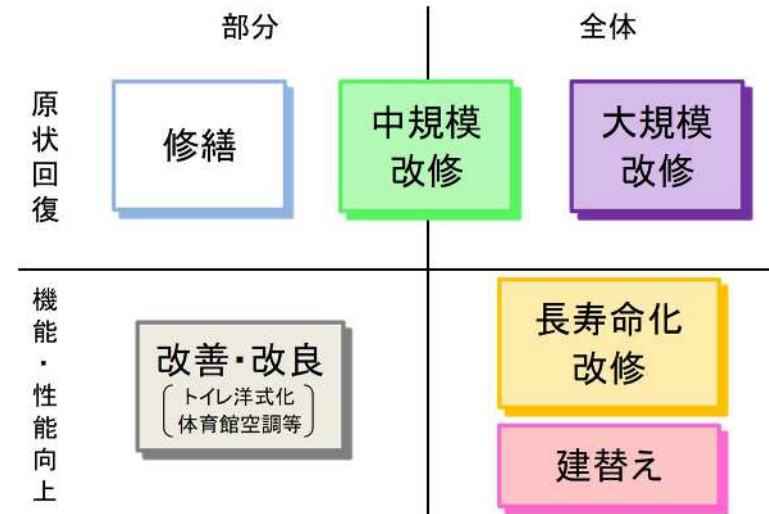 部分
全体
原状回復
修繕
中規模
改修
大規模
改修
機能・性能向上
改善・改良
トイレ洋式化
体育館空調等
長寿命化
改修
建替え